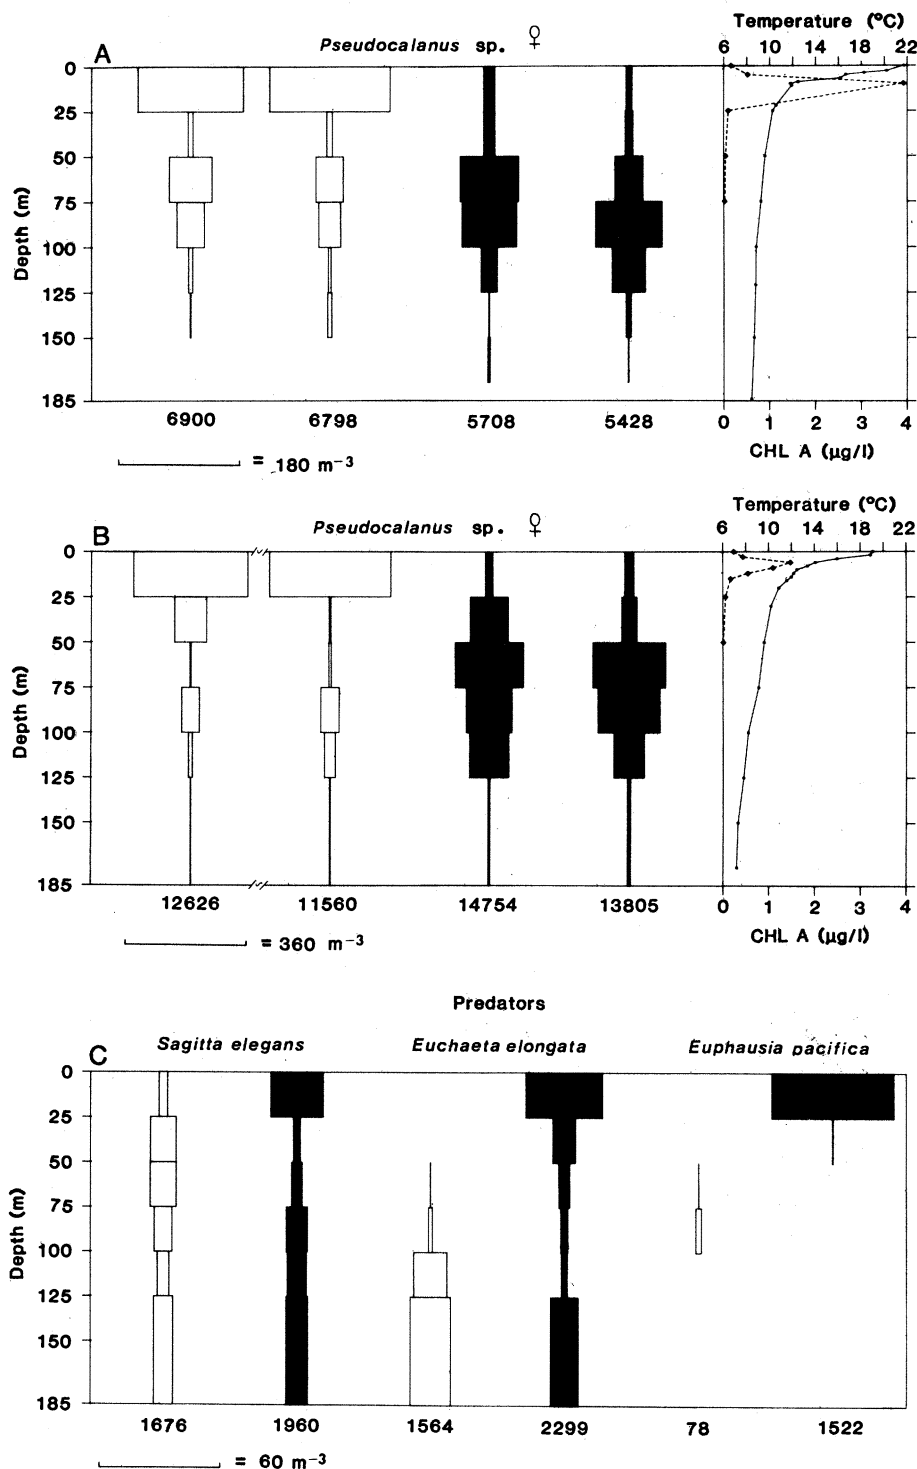 Temperature (°C)
A
Pseudocalanus sp. ♀
6 10 14 18 22
0
25
50
75
100
125
150
185
Depth (m)
6900 6798 5708 5428
0 1 2 3 4
CHL A (µg/l)
= 180 m⁻³
Temperature (°C)
B
Pseudocalanus sp. ♀
6 10 14 18 22
0
25
50
75
100
125
150
185
Depth (m)
12626 11560 14754 13805
0 1 2 3 4
CHL A (µg/l)
= 360 m⁻³
Predators
C
Sagitta elegans Euchaeta elongata Euphausia pacifica
0
25
50
75
100
125
150
185
Depth (m)
1676 1960 1564 2299 78 1522
= 60 m⁻³